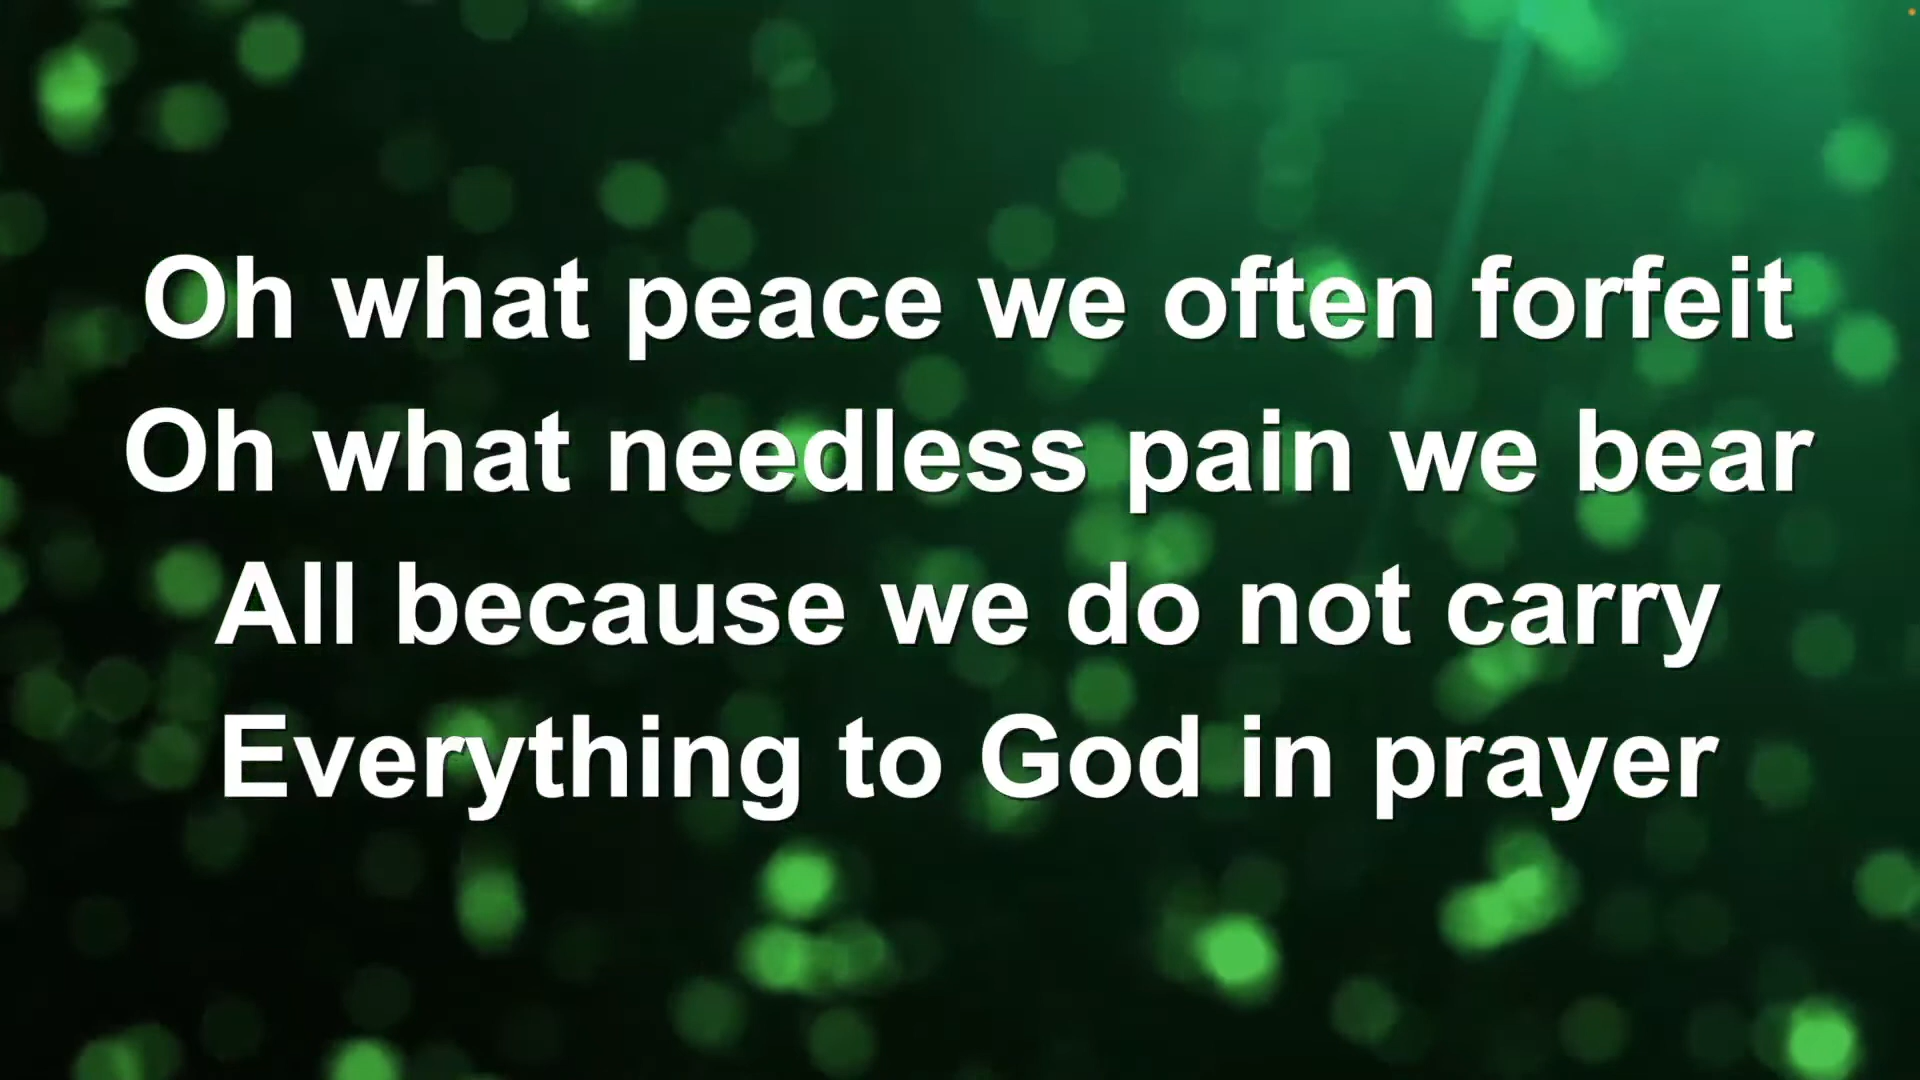 Oh what peace we often forfeit
Oh what needless pain we bear
All because we do not carry
Everything to God in prayer